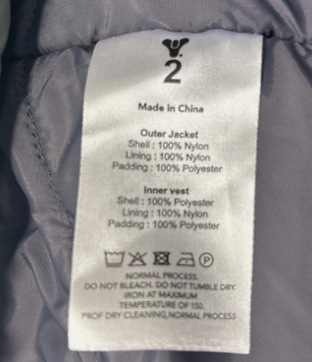 2
Made in China
Outer Jacket
Shell : 100% Nylon
Lining : 100% Nylon
Padding : 100% Polyester
Inner vest
Shell : 100% Polyester
Lining : 100% Nylon
Padding : 100% Polyester
P
NORMAL PROCESS.
DO NOT BLEACH. DO NOT TUMBLE DRY.
IRON AT MAXIMUM
TEMPERATURE OF 150.
PROF DRY CLEANING, NORMAL PROCESS